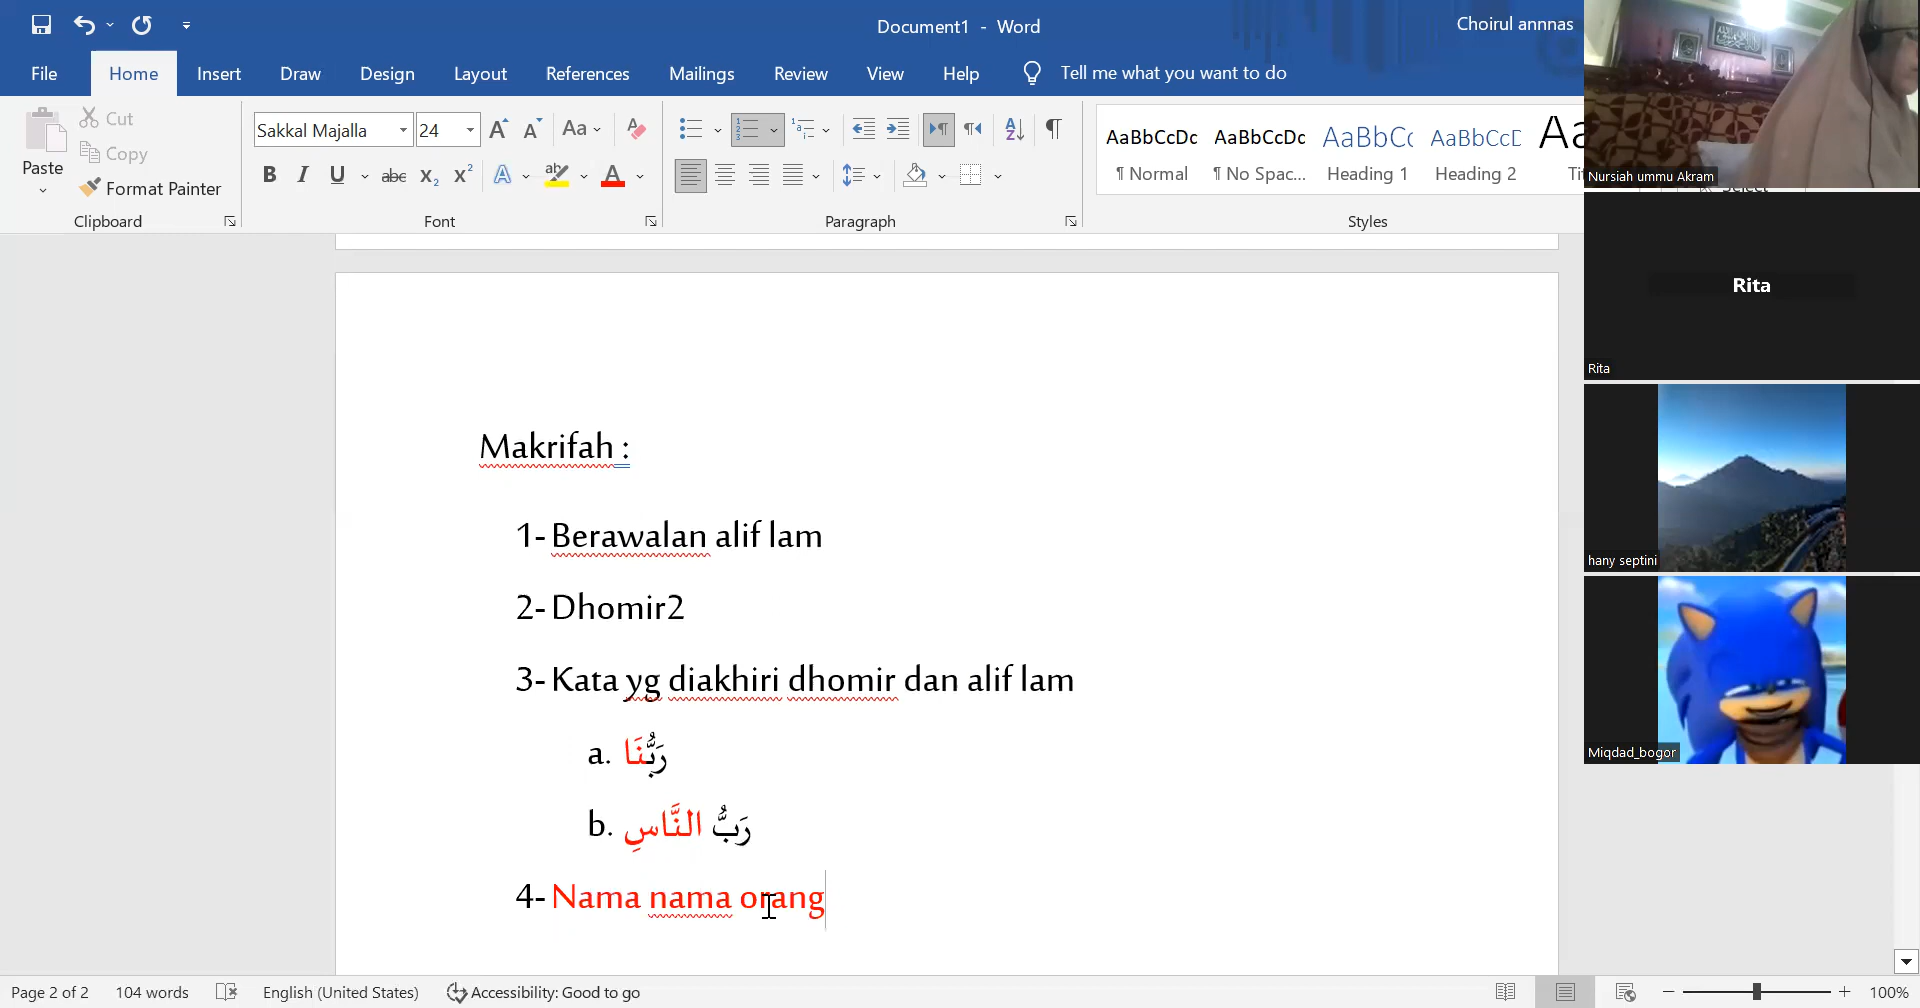 Document1 - Word
Choirul annnas
File Home Insert Draw Design Layout References Mailings Review View Help Tell me what you want to do
Paste
Cut
Copy
Format Painter
Clipboard
Sakkal Majalla 24
Font
Paragraph
AaBbCcDc AaBbCcDc AaBbC AaBbCcD Aa
¶ Normal ¶ No Spac... Heading 1 Heading 2
Styles
Select
Nursiah ummu Akram
Rita
Rita
hany septini
Miqdad_bogor
Makrifah :
1- Berawalan alif lam
2- Dhomir2
3- Kata yg diakhiri dhomir dan alif lam
a. رَبُّنَا
b. رَبُّ النَّاسِ
4- Nama nama orang
Page 2 of 2 104 words English (United States) Accessibility: Good to go 100%